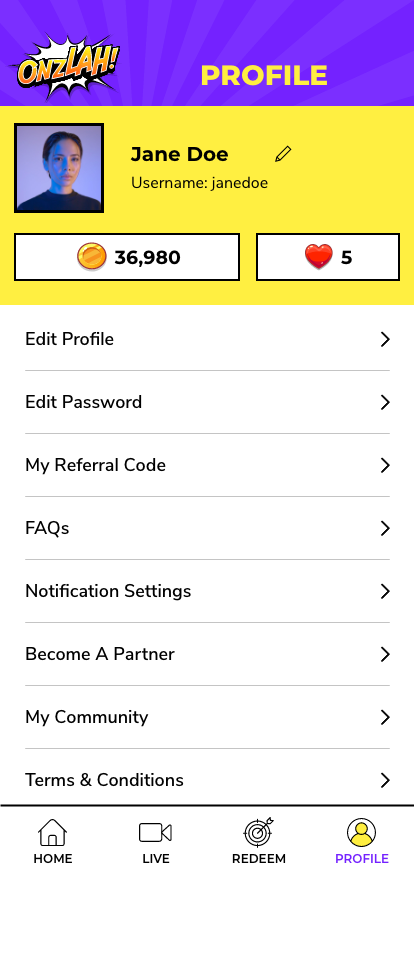 ONZLAH!
PROFILE
Jane Doe
Username: janedoe
36,980
5
Edit Profile
Edit Password
My Referral Code
FAQs
Notification Settings
Become A Partner
My Community
Terms & Conditions
HOME
LIVE
REDEEM
PROFILE